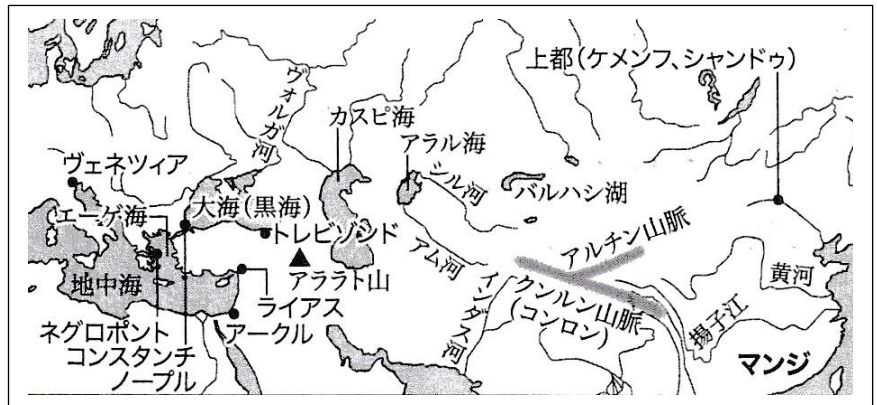 上都(ケメンフ、シャンドゥ)
ヴォルガ河
カスピ海
アラル海
シル河
バルハシ湖
ヴェネツィア
エーゲ海
大海(黒海)
トレビゾンド
アルチン山脈
アム河
アララト山
黄河
地中海
ライアス
インダス河
クンルン山脈
(コンロン)
揚子江
ネグロポント
アークル
コンスタンチ
ノープル
マンジ